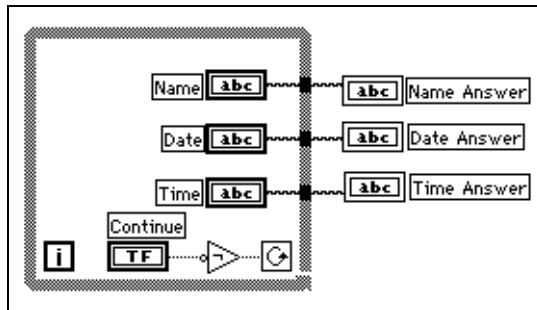 Name abc abc Name Answer
Date abc abc Date Answer
Time abc abc Time Answer
Continue
i TF